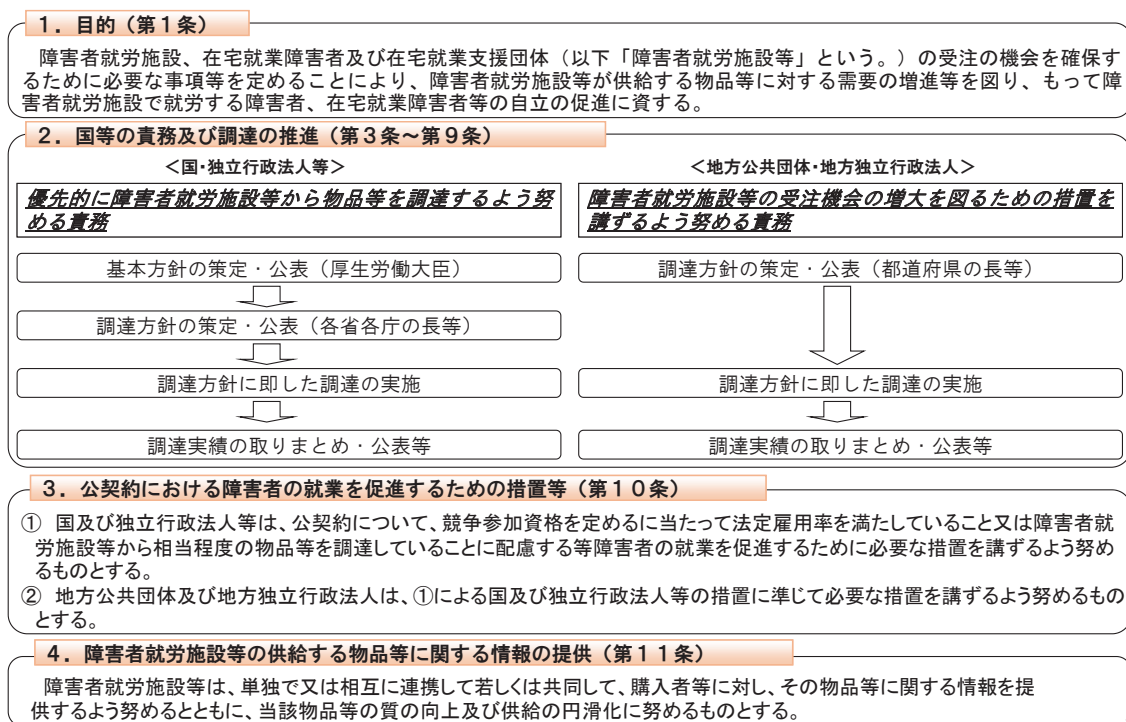 １．目的（第１条）
障害者就労施設、在宅就業障害者及び在宅就業支援団体（以下「障害者就労施設等」という。）の受注の機会を確保す
るために必要な事項等を定めることにより、障害者就労施設等が供給する物品等に対する需要の増進等を図り、もって障
害者就労施設で就労する障害者、在宅就業障害者等の自立の促進に資する。
２．国等の責務及び調達の推進（第３条～第９条）
＜国・独立行政法人等＞
優先的に障害者就労施設等から物品等を調達するよう努
める責務
基本方針の策定・公表（厚生労働大臣）
調達方針の策定・公表（各省各庁の長等）
調達方針に即した調達の実施
調達実績の取りまとめ・公表等
＜地方公共団体・地方独立行政法人＞
障害者就労施設等の受注機会の増大を図るための措置を
講ずるよう努める責務
調達方針の策定・公表（都道府県の長等）
調達方針に即した調達の実施
調達実績の取りまとめ・公表等
３．公契約における障害者の就業を促進するための措置等（第１０条）
① 国及び独立行政法人等は、公契約について、競争参加資格を定めるに当たって法定雇用率を満たしていること又は障害者就
労施設等から相当程度の物品等を調達していることに配慮する等障害者の就業を促進するために必要な措置を講ずるよう努め
るものとする。
② 地方公共団体及び地方独立行政法人は、①による国及び独立行政法人等の措置に準じて必要な措置を講ずるよう努めるもの
とする。
４．障害者就労施設等の供給する物品等に関する情報の提供（第１１条）
障害者就労施設等は、単独で又は相互に連携して若しくは共同して、購入者等に対し、その物品等に関する情報を提
供するよう努めるとともに、当該物品等の質の向上及び供給の円滑化に努めるものとする。